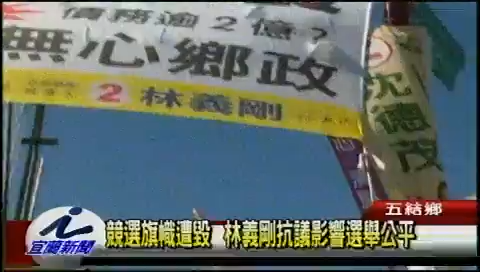 債務逾2億?
無心鄉政
2 林義剛
沈德茂
五結鄉
競選旗幟遭毀 林義剛抗議影響選舉公平
宜蘭新聞